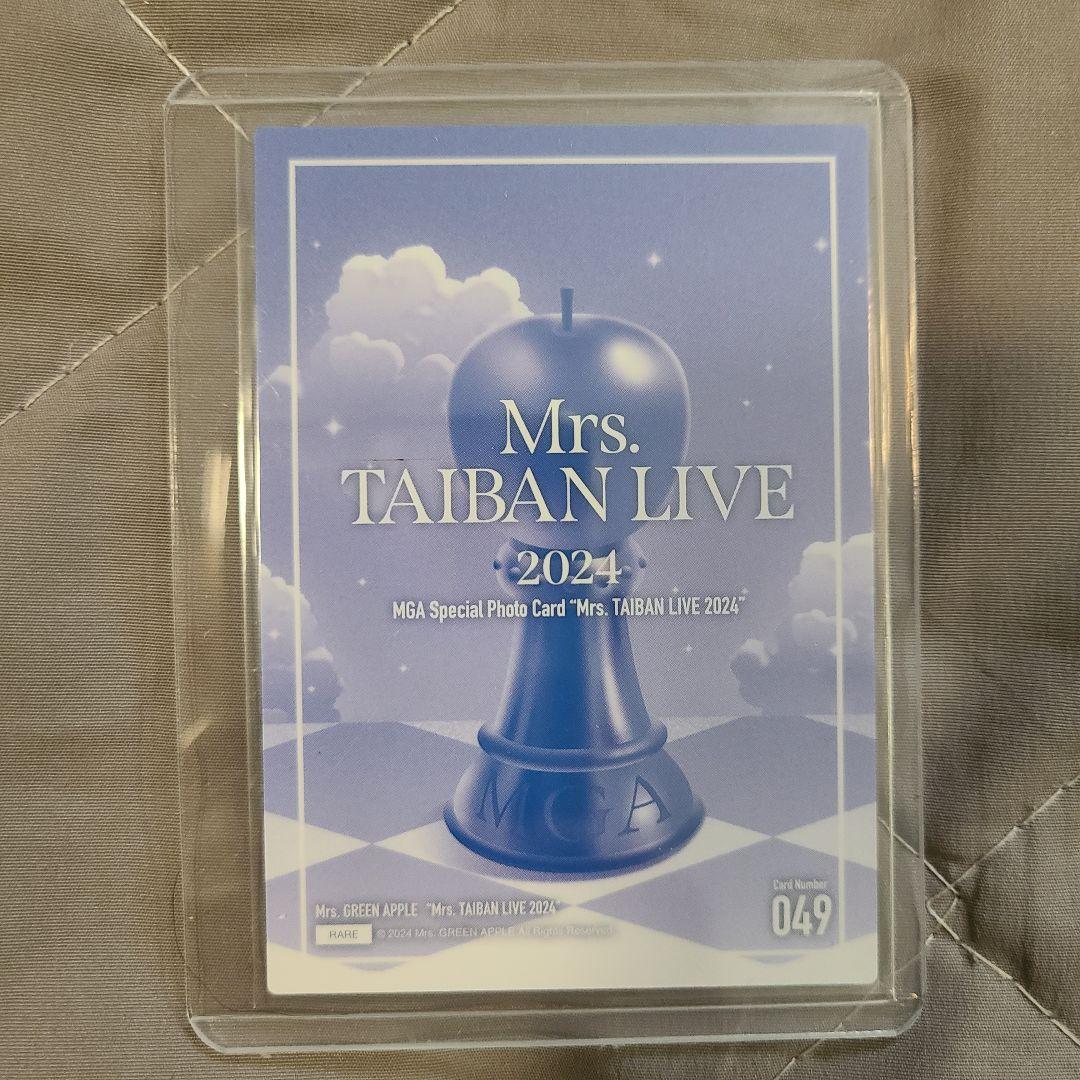 Mrs.
TAIBAN LIVE
2024
MGA Special Photo Card “Mrs. TAIBAN LIVE 2024”
MGA
Card Number
049
Mrs. GREEN APPLE “Mrs. TAIBAN LIVE 2024”
RARE © 2024 Mrs. GREEN APPLE All Rights Reserved.